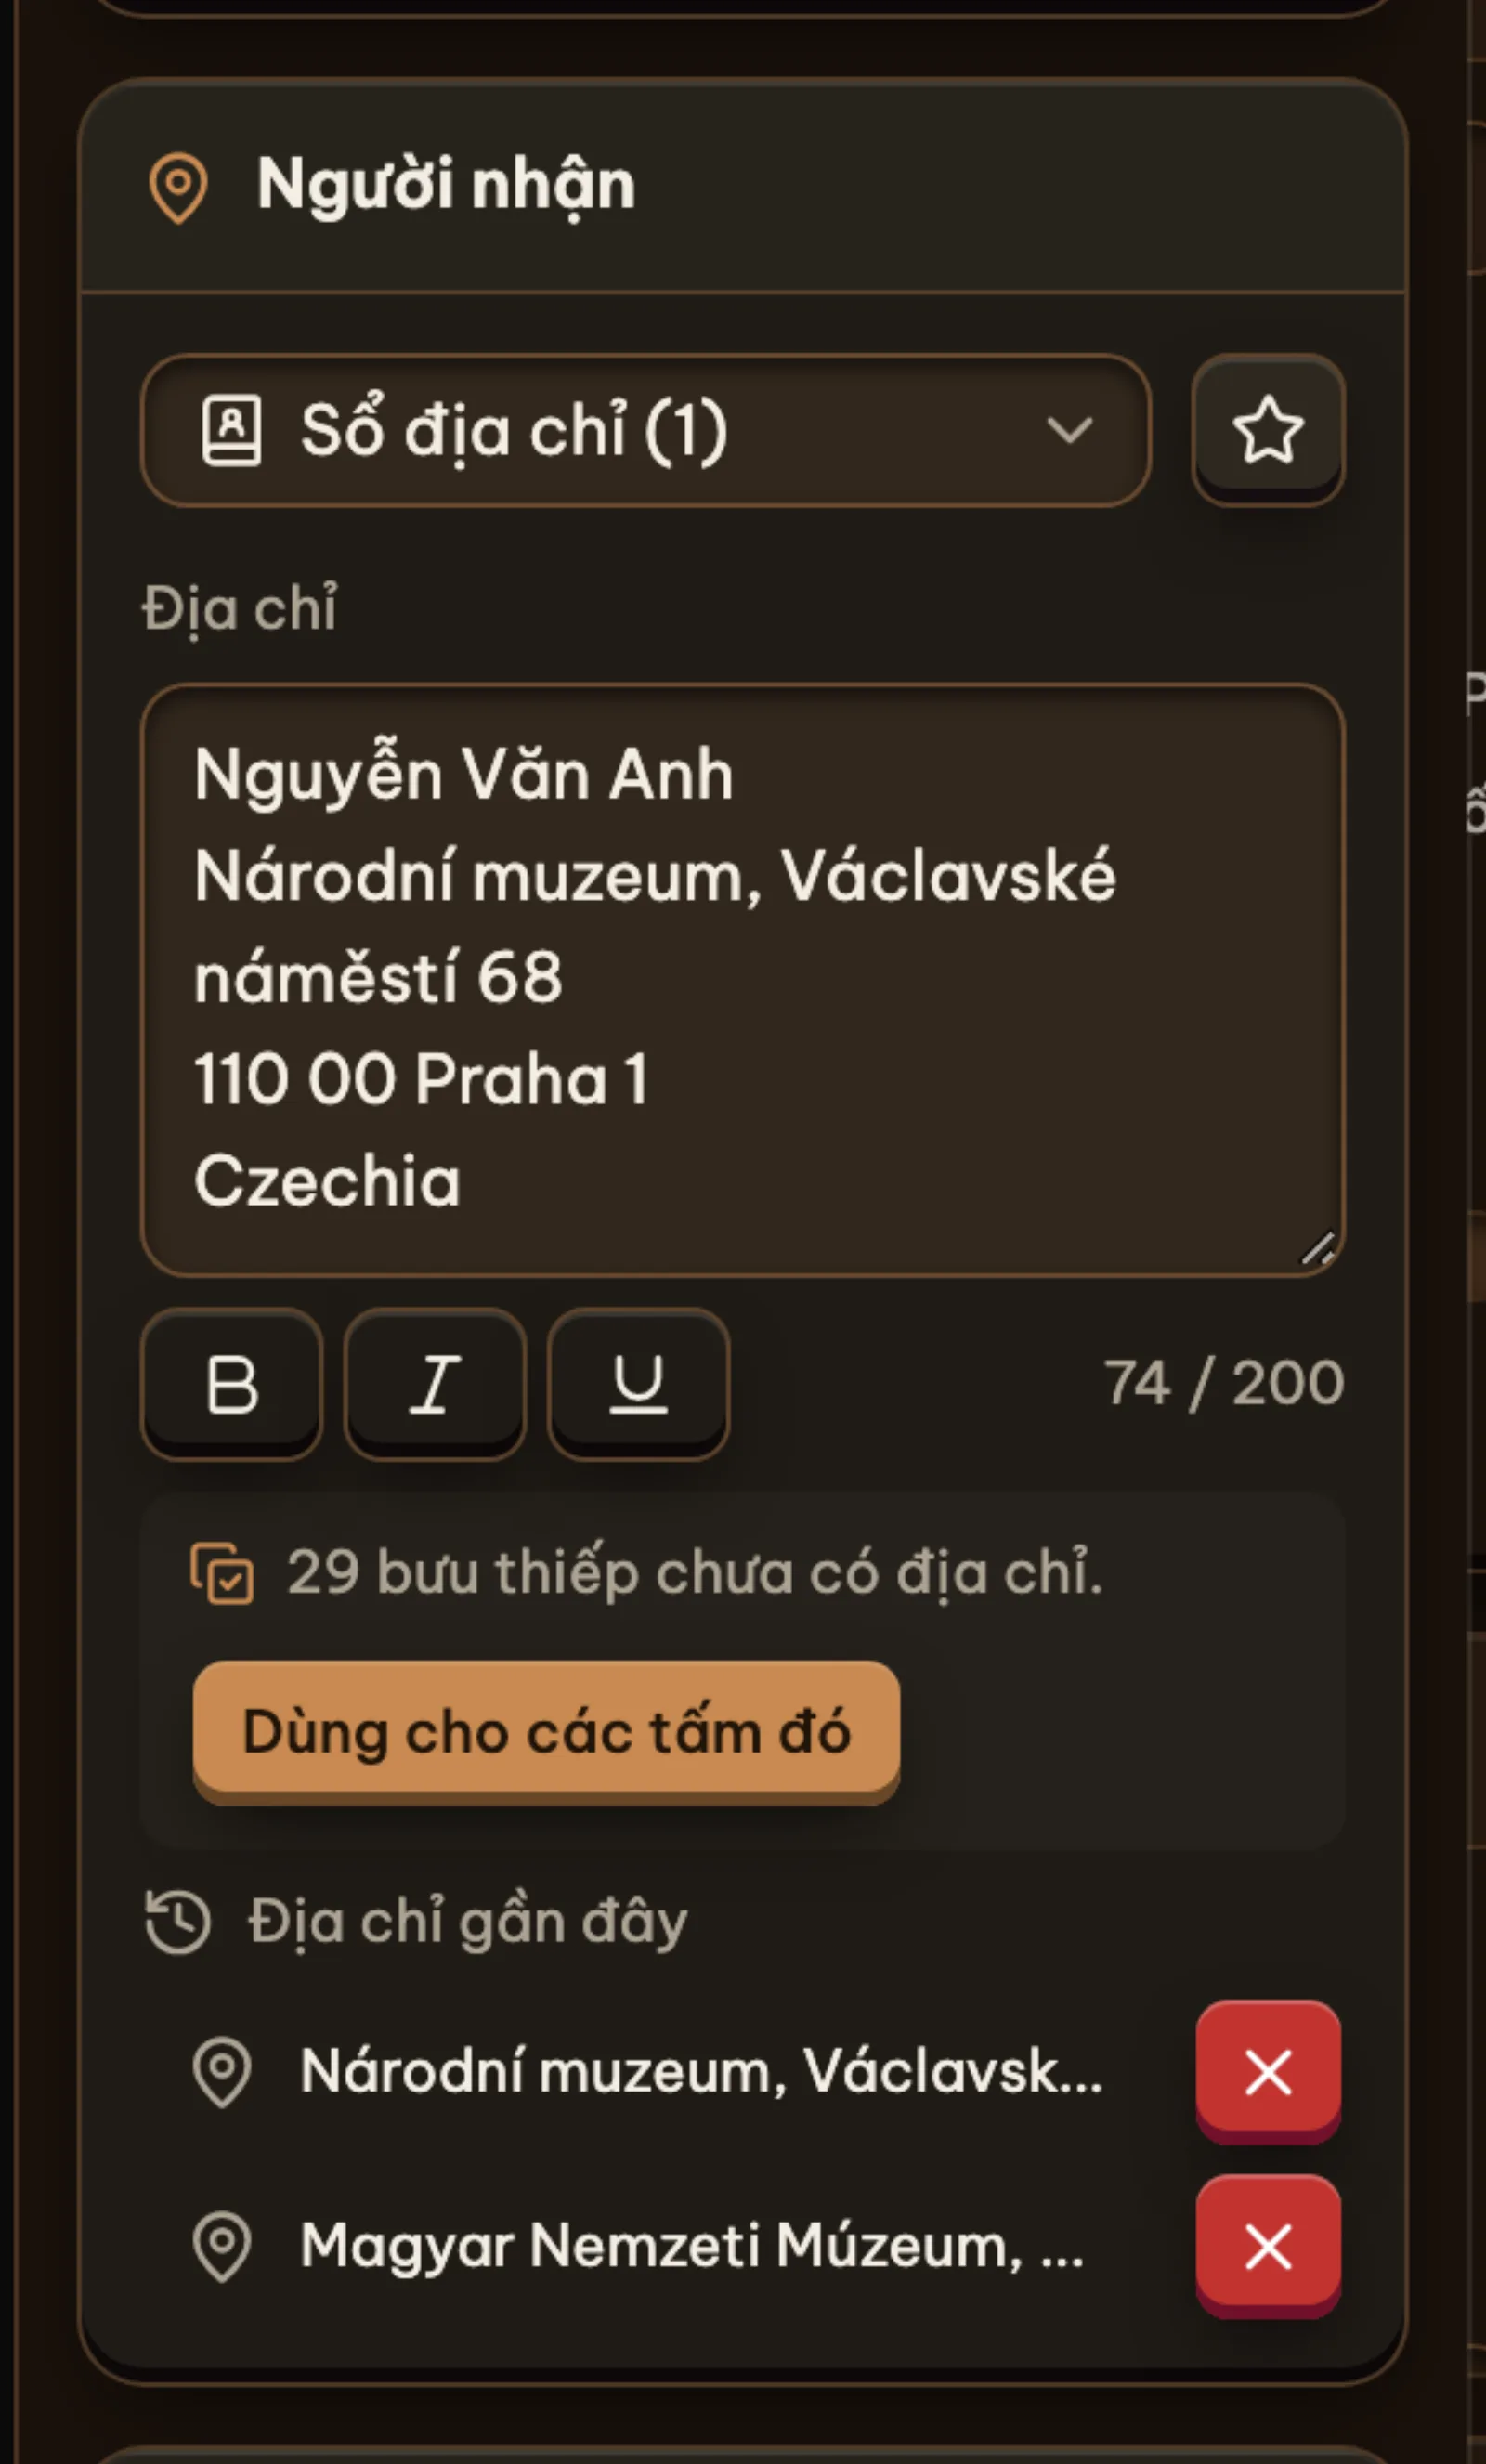 Người nhận
Sổ địa chỉ (1)
Địa chỉ
Nguyễn Văn Anh
Národní muzeum, Václavské
náměstí 68
110 00 Praha 1
Czechia
B I U 74 / 200
29 bưu thiếp chưa có địa chỉ.
Dùng cho các tấm đó
Địa chỉ gần đây
Národní muzeum, Václavsk...
Magyar Nemzeti Múzeum, ...